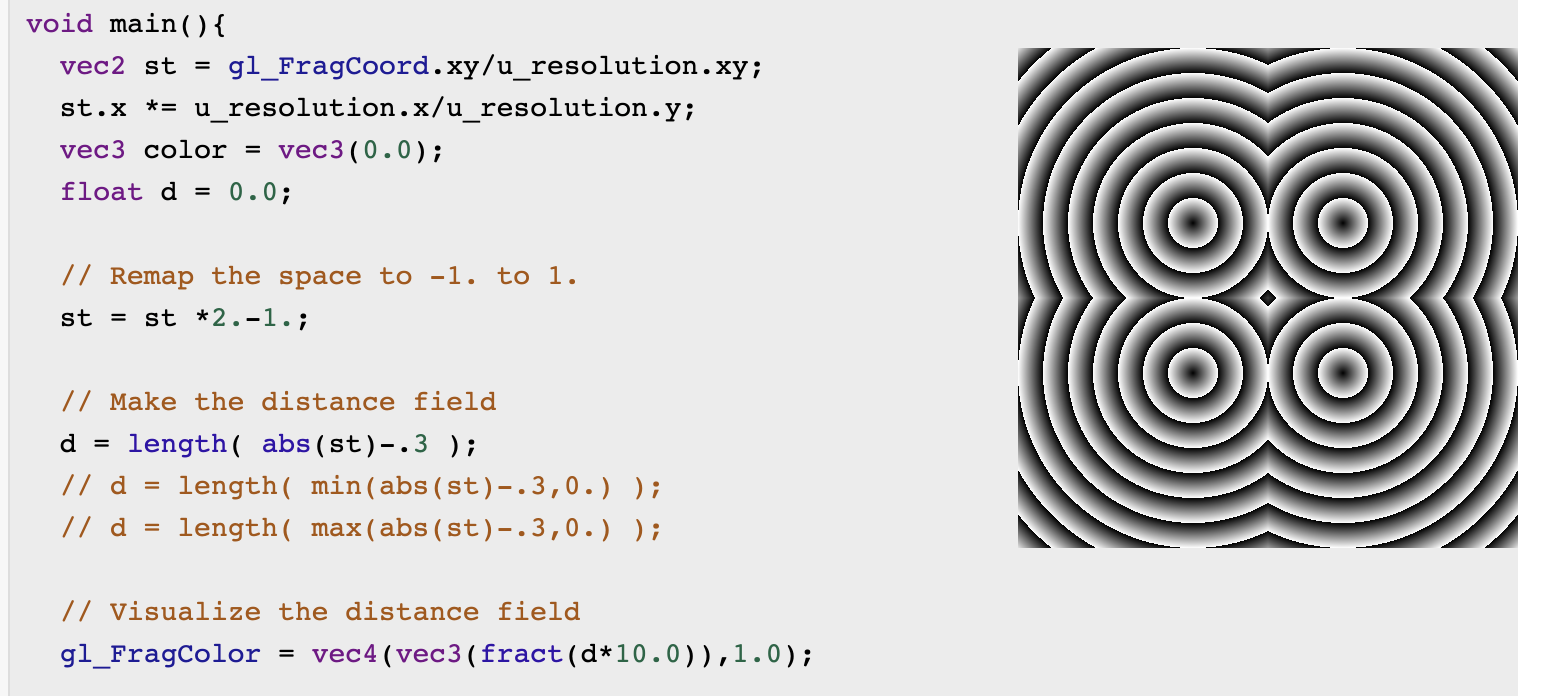 void main(){
vec2 st = gl_FragCoord.xy/u_resolution.xy;
st.x *= u_resolution.x/u_resolution.y;
vec3 color = vec3(0.0);
float d = 0.0;
// Remap the space to -1. to 1.
st = st *2.-1.;
// Make the distance field
d = length( abs(st)-.3 );
// d = length( min(abs(st)-.3,0.) );
// d = length( max(abs(st)-.3,0.) );
// Visualize the distance field
gl_FragColor = vec4(vec3(fract(d*10.0)),1.0);